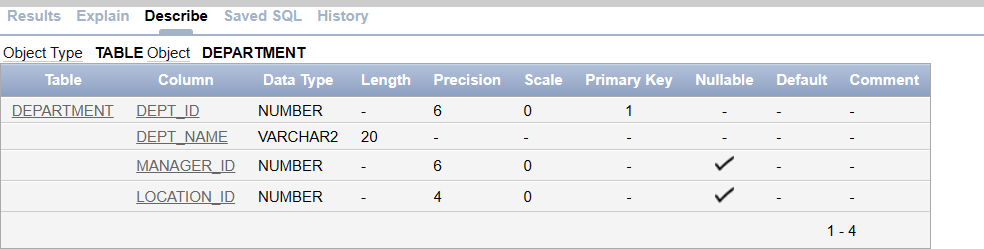 Results Explain Describe Saved SQL History
Object Type TABLE Object DEPARTMENT
Table Column Data Type Length Precision Scale Primary Key Nullable Default Comment
DEPARTMENT DEPT_ID NUMBER - 6 0 1 - - -
DEPT_NAME VARCHAR2 20 - - - - - -
MANAGER_ID NUMBER - 6 0 - ✓ - -
LOCATION_ID NUMBER - 4 0 - ✓ - -
1 - 4